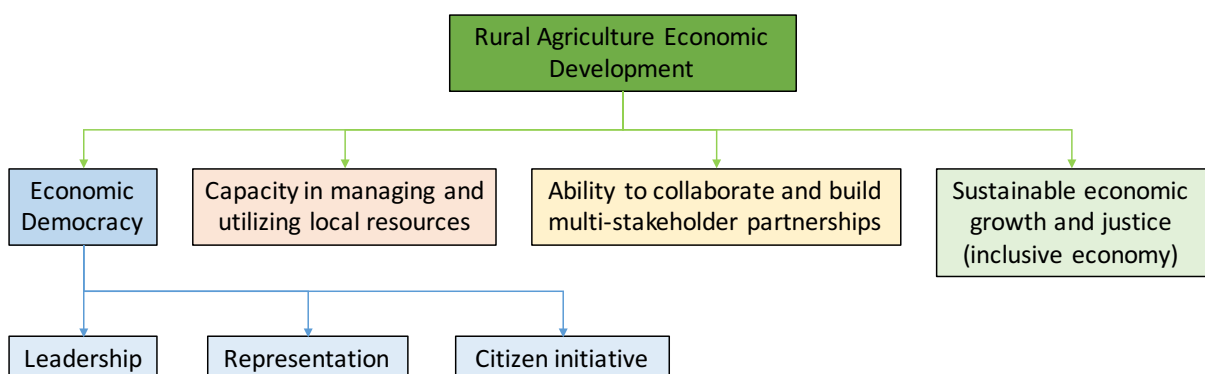 Rural Agriculture Economic
Development
Economic
Democracy
Capacity in managing and
utilizing local resources
Ability to collaborate and build
multi-stakeholder partnerships
Sustainable economic
growth and justice
(inclusive economy)
Leadership
Representation
Citizen initiative